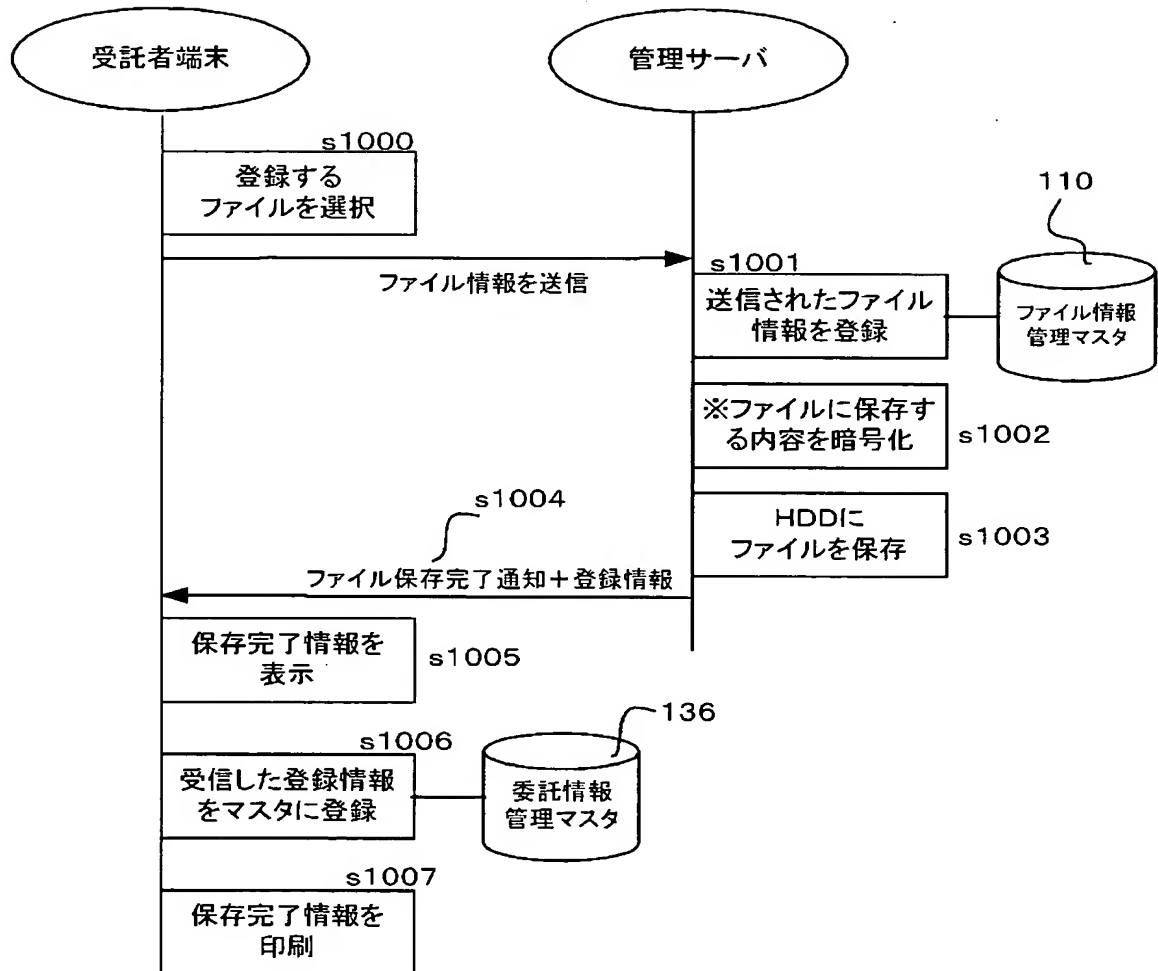 受託者端末
管理サーバ
s1000
登録する
ファイルを選択
ファイル情報を送信
s1001
送信されたファイル
情報を登録
110
ファイル情報
管理マスタ
※ファイルに保存す
る内容を暗号化
s1002
HDDに
ファイルを保存
s1003
s1004
ファイル保存完了通知＋登録情報
保存完了情報を
表示
s1005
s1006
受信した登録情報
をマスタに登録
136
委託情報
管理マスタ
s1007
保存完了情報を
印刷